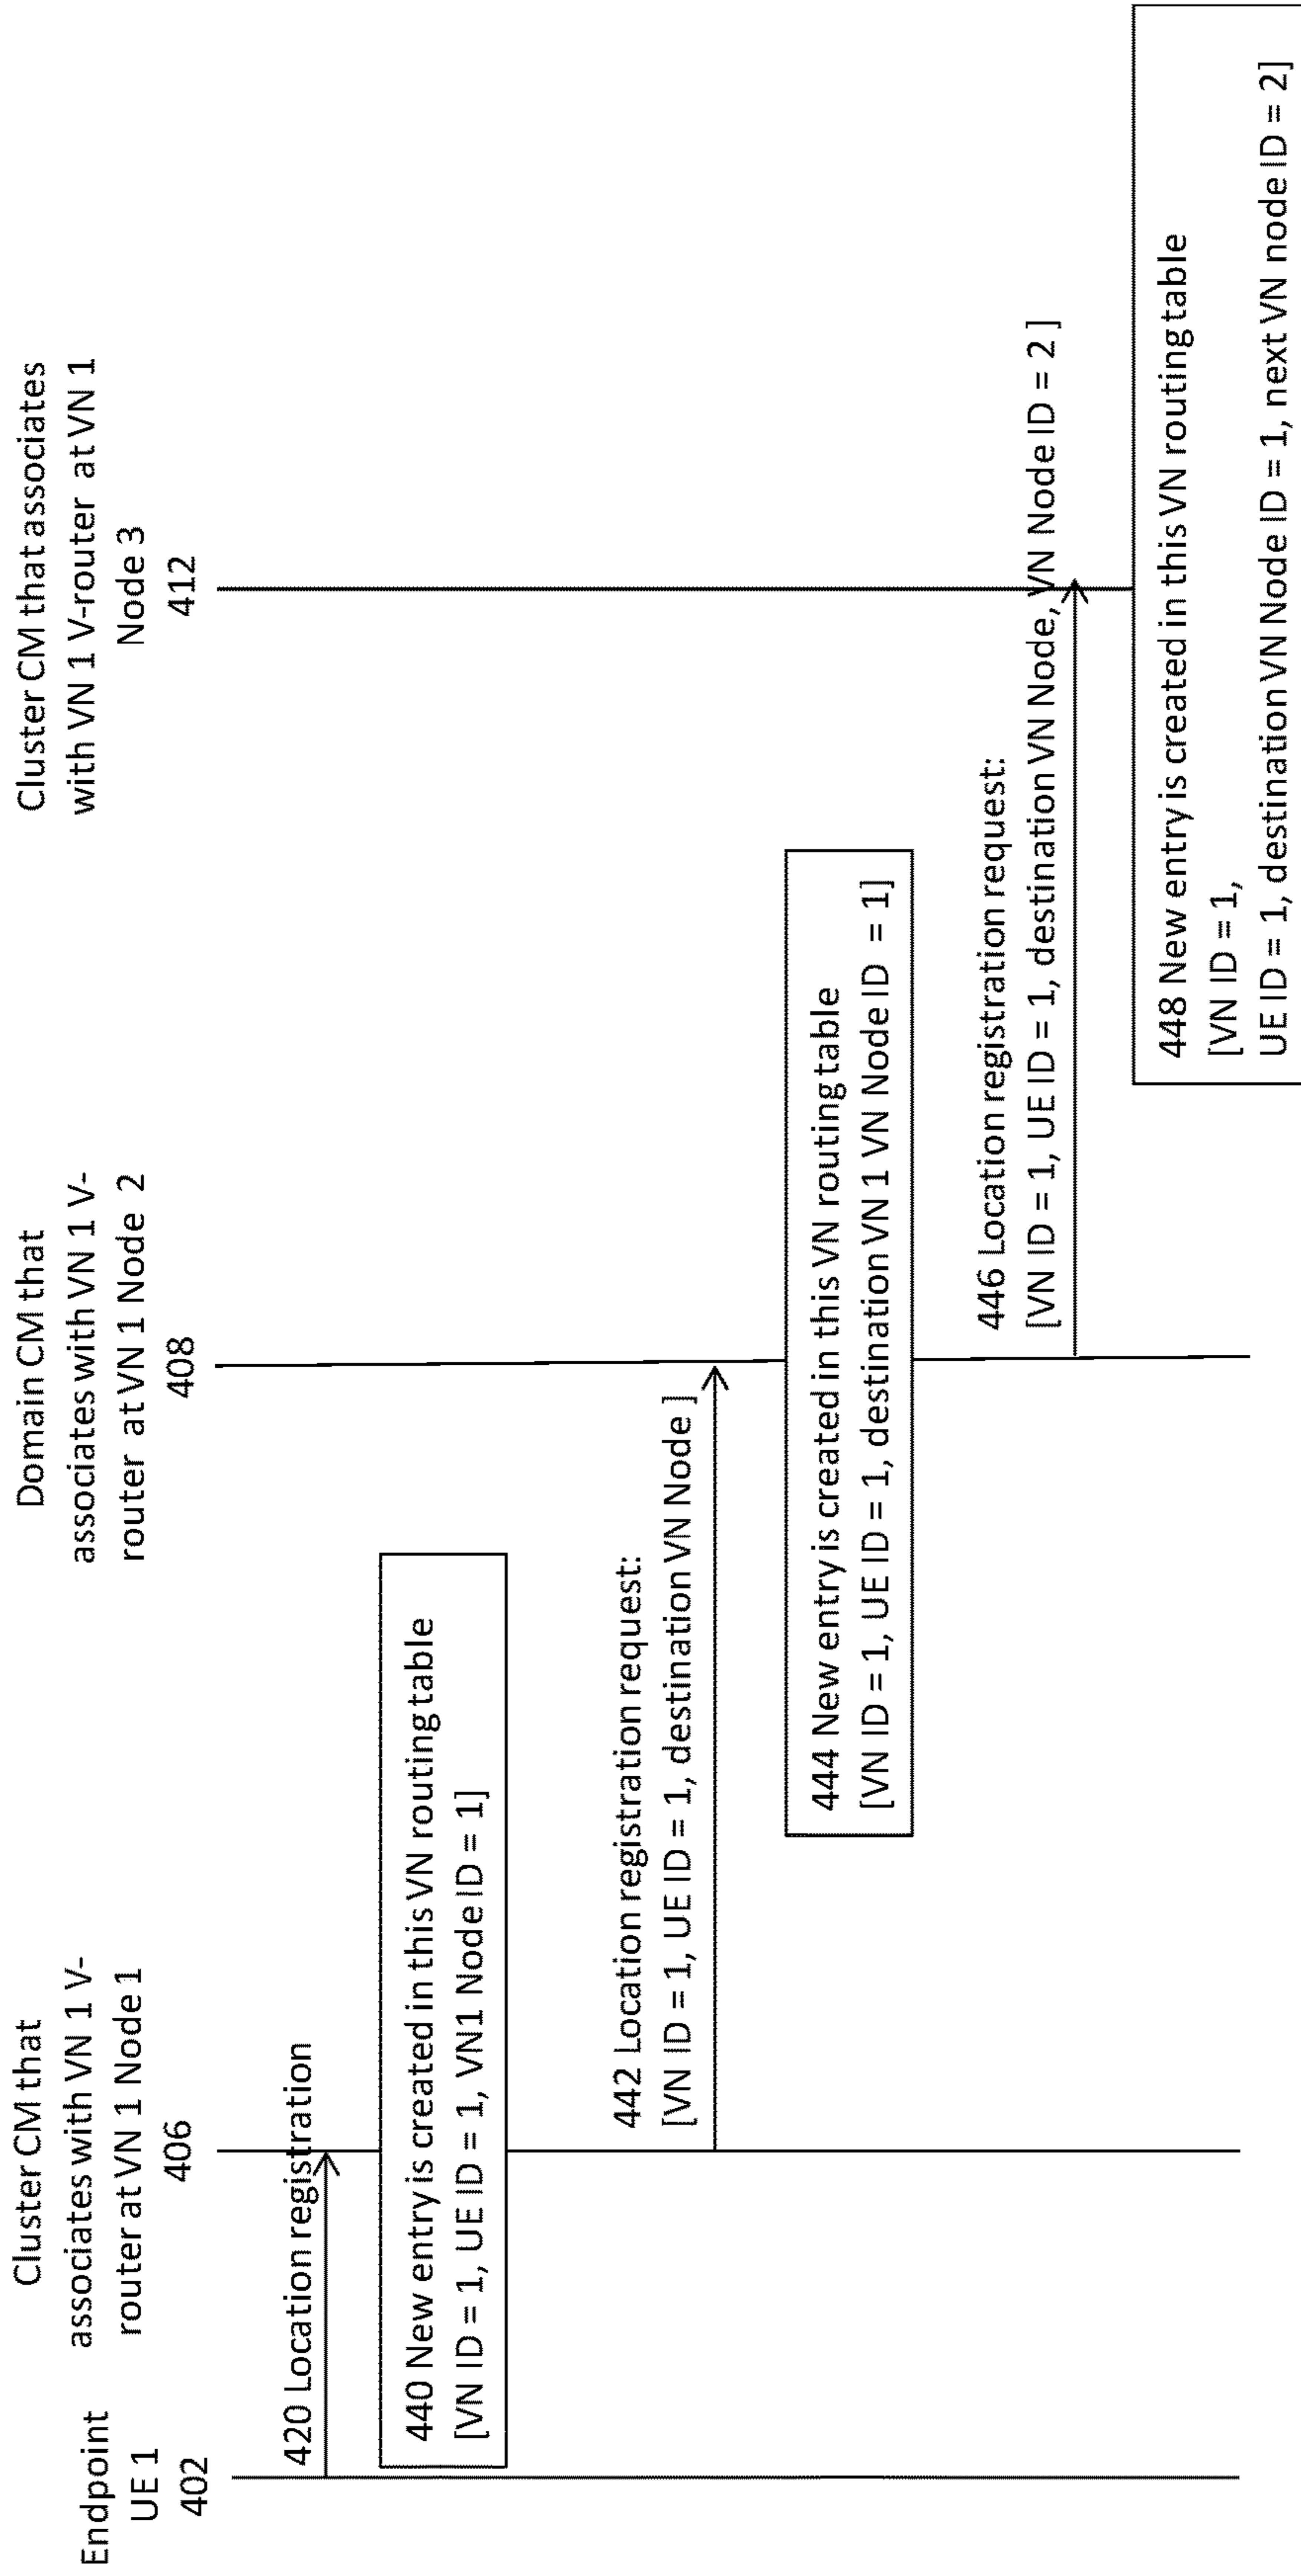 Endpoint
UE 1
402
Cluster CM that
associates with VN 1 V-
router at VN 1 Node 1
406
Domain CM that
associates with VN 1 V-
router at VN 1 Node 2
408
Cluster CM that associates
with VN 1 V-router at VN 1
Node 3
412
420 Location registration
440 New entry is created in this VN routing table
[VN ID = 1, UE ID = 1, VN1 Node ID = 1]
442 Location registration request:
[VN ID = 1, UE ID = 1, destination VN Node ]
444 New entry is created in this VN routing table
[VN ID = 1, UE ID = 1, destination VN 1 VN Node ID = 1]
446 Location registration request:
[VN ID = 1, UE ID = 1, destination VN Node, VN Node ID = 2 ]
448 New entry is created in this VN routing table
[VN ID = 1,
UE ID = 1, destination VN Node ID = 1, next VN node ID = 2]